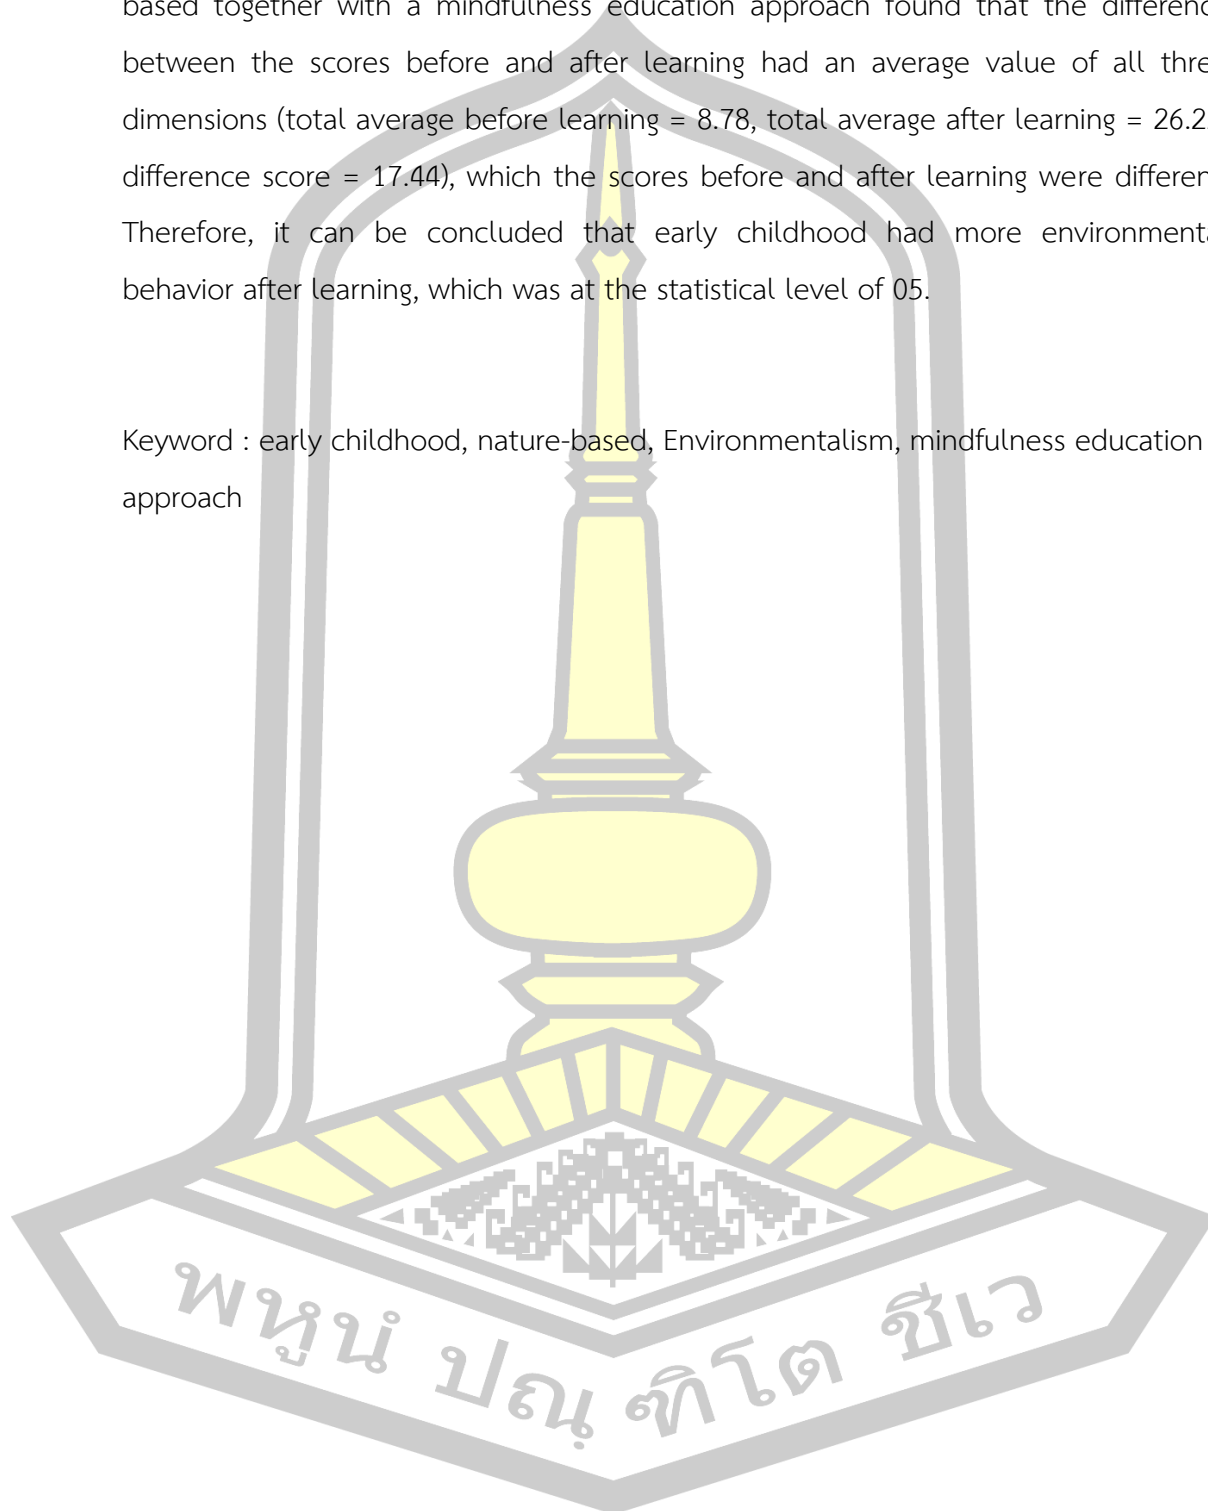 based together with a mindfulness education approach found that the differenc
between the scores before and after learning had an average value of all thre
dimensions (total average before learning = 8.78, total average after learning = 26.2
difference score = 17.44), which the scores before and after learning were differen
Therefore, it can be concluded that early childhood had more environment
behavior after learning, which was at the statistical level of 05.
Keyword : early childhood, nature-based, Environmentalism, mindfulness education
approach
พหูนํ ปณฺฑิโต ชีเว